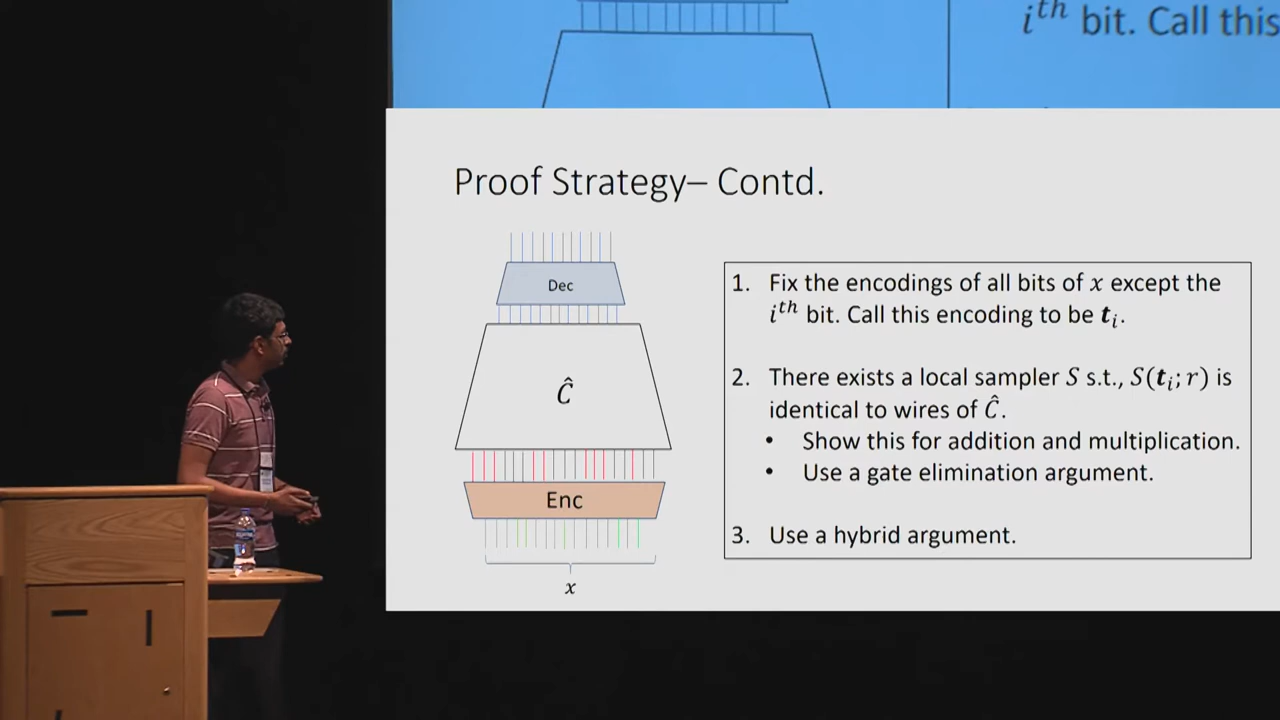 iᵗʰ bit. Call this
Proof Strategy– Contd.
Dec
Ĉ
Enc
x
1. Fix the encodings of all bits of x except the
iᵗʰ bit. Call this encoding to be tᵢ.
2. There exists a local sampler S s.t., S(tᵢ; r) is
identical to wires of Ĉ.
• Show this for addition and multiplication.
• Use a gate elimination argument.
3. Use a hybrid argument.